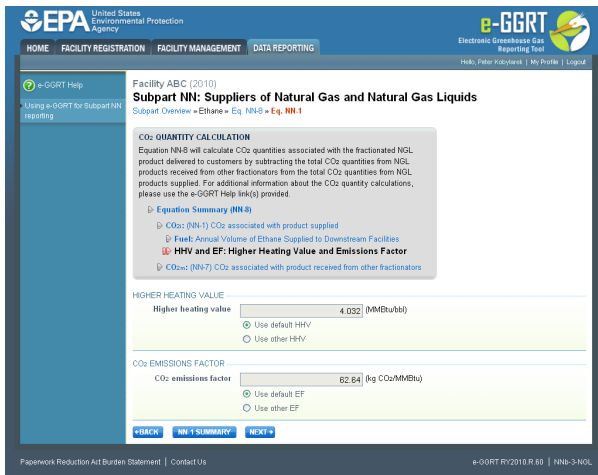 EPA United States Environmental Protection Agency
e-GGRT
Electronic Greenhouse Gas
Reporting Tool
HOME FACILITY REGISTRATION FACILITY MANAGEMENT DATA REPORTING
Hello, Peter Kobylarek | My Profile | Logout
e-GGRT Help
Using e-GGRT for Subpart NN
reporting
Facility ABC (2010)
Subpart NN: Suppliers of Natural Gas and Natural Gas Liquids
Subpart Overview » Ethane » Eq. NN-8 » Eq. NN-1
CO2 QUANTITY CALCULATION
Equation NN-8 will calculate CO2 quantities associated with the fractionated NGL
product delivered to customers by subtracting the total CO2 quantities from NGL
products received from other fractionators from the total CO2 quantities from NGL
products supplied. For additional information about the CO2 quantity calculations,
please use the e-GGRT Help link(s) provided.
Equation Summary (NN-8)
CO2i: (NN-1) CO2 associated with product supplied
Fuel: Annual Volume of Ethane Supplied to Downstream Facilities
HHV and EF: Higher Heating Value and Emissions Factor
CO2m: (NN-7) CO2 associated with product received from other fractionators
HIGHER HEATING VALUE
Higher heating value 4.032 (MMBtu/bbl)
Use default HHV
Use other HHV
CO2 EMISSIONS FACTOR
CO2 emissions factor 62.64 (kg CO2/MMBtu)
Use default EF
Use other EF
BACK NN-1 SUMMARY NEXT
Paperwork Reduction Act Burden Statement | Contact Us
e-GGRT RY2010.R.60 | NNb-3-NGL